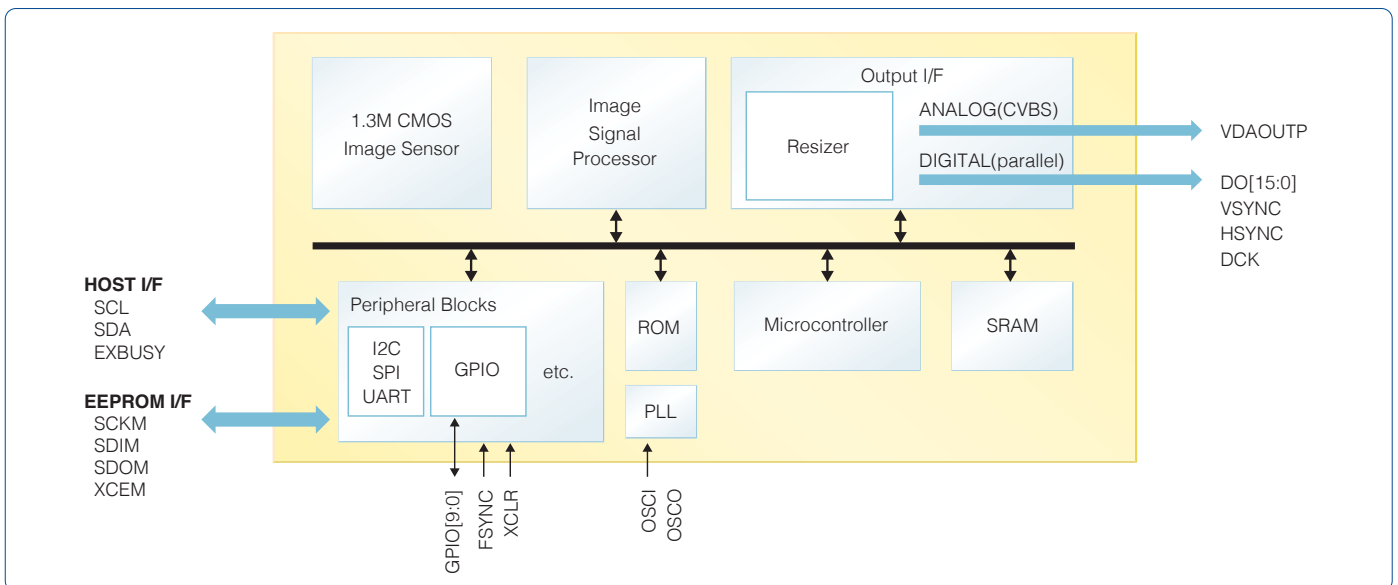 1.3M CMOS
Image Sensor
Image
Signal
Processor
Output I/F
Resizer
ANALOG(CVBS)
DIGITAL(parallel)
VDAOUTP
DO[15:0]
VSYNC
HSYNC
DCK
HOST I/F
SCL
SDA
EXBUSY
EEPROM I/F
SCKM
SDIM
SDOM
XCEM
Peripheral Blocks
I2C
SPI
UART
GPIO
etc.
ROM
PLL
Microcontroller
SRAM
GPIO[9:0]
FSYNC
XCLR
OSCI
OSCO